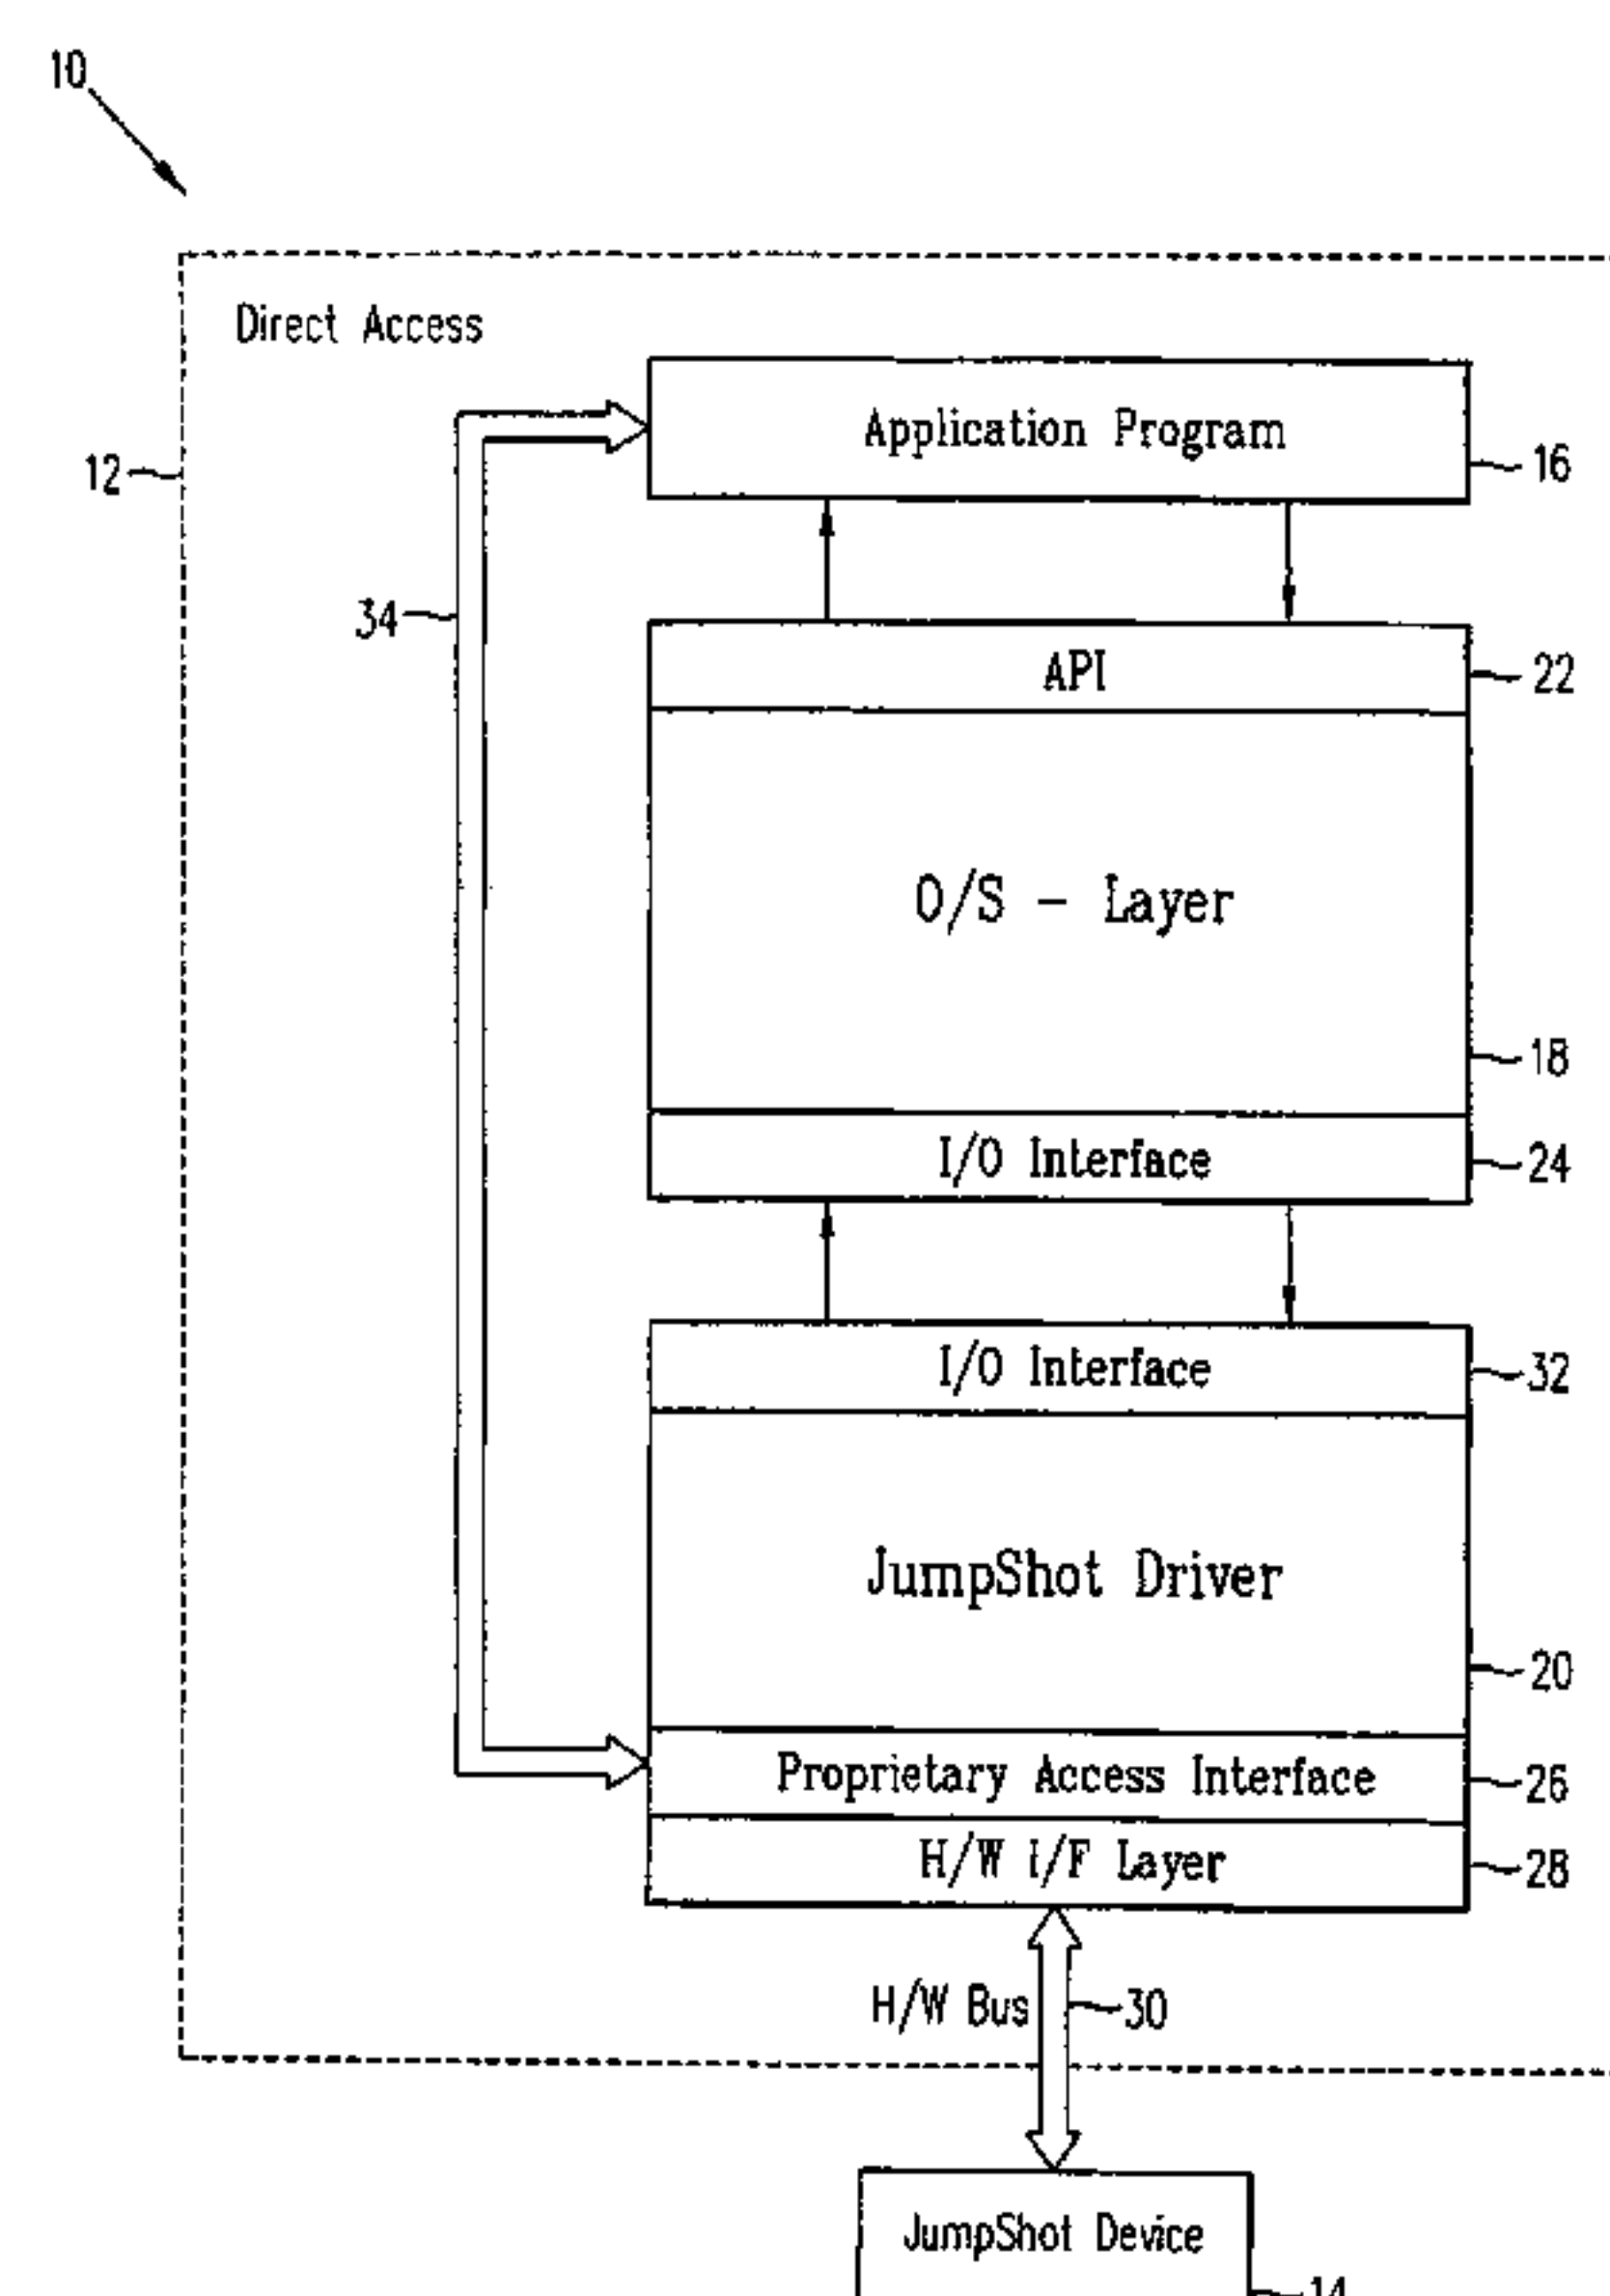 10
Direct Access
Application Program
16
12
34
API
22
O/S - Layer
18
I/O Interface
24
I/O Interface
32
JumpShot Driver
20
Proprietary Access Interface
26
H/W I/F Layer
28
H/W Bus
30
JumpShot Device
14